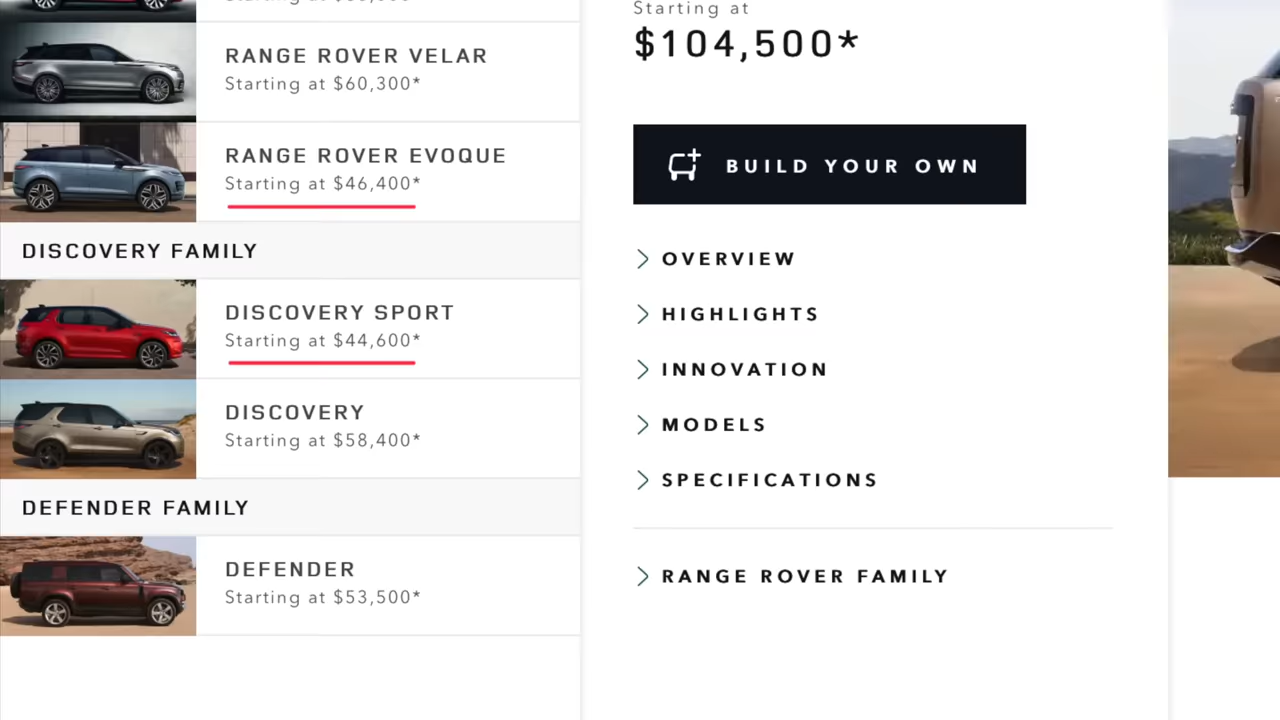 RANGE ROVER VELAR
Starting at $60,300*
RANGE ROVER EVOQUE
Starting at $46,400*
DISCOVERY FAMILY
DISCOVERY SPORT
Starting at $44,600*
DISCOVERY
Starting at $58,400*
DEFENDER FAMILY
DEFENDER
Starting at $53,500*
Starting at
$104,500*
BUILD YOUR OWN
OVERVIEW
HIGHLIGHTS
INNOVATION
MODELS
SPECIFICATIONS
RANGE ROVER FAMILY